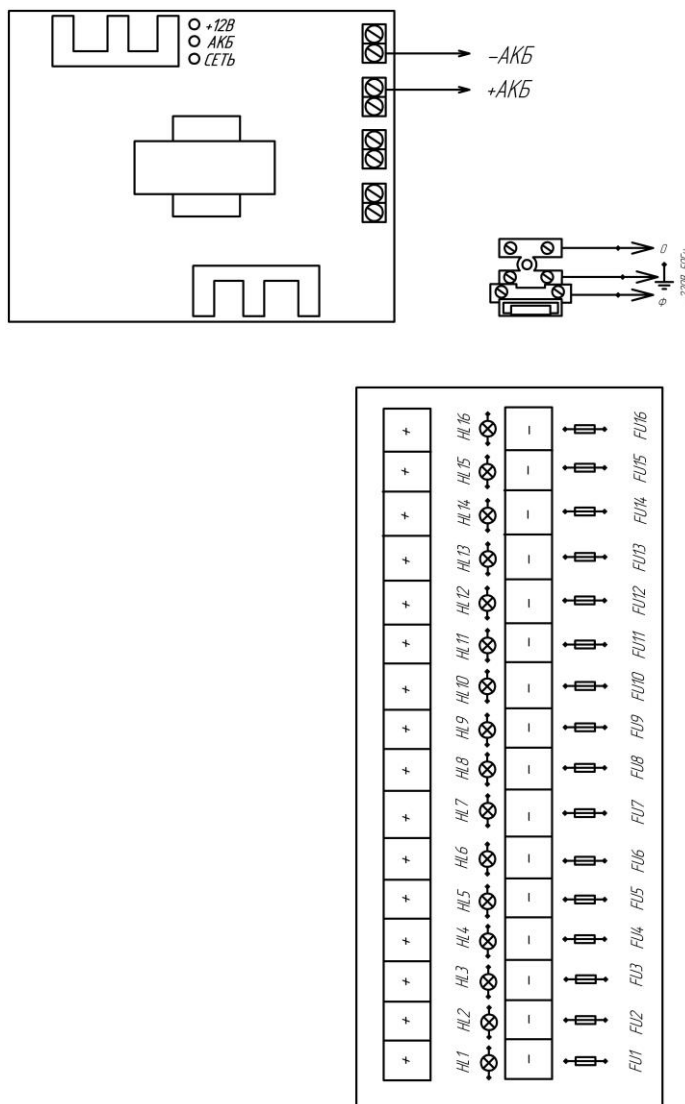 +12В
АКБ
СЕТЬ
-АКБ
+АКБ
0
Ф
220В, 50Гц
+ HL16 - FU16
+ HL15 - FU15
+ HL14 - FU14
+ HL13 - FU13
+ HL12 - FU12
+ HL11 - FU11
+ HL10 - FU10
+ HL9 - FU9
+ HL8 - FU8
+ HL7 - FU7
+ HL6 - FU6
+ HL5 - FU5
+ HL4 - FU4
+ HL3 - FU3
+ HL2 - FU2
+ HL1 - FU1